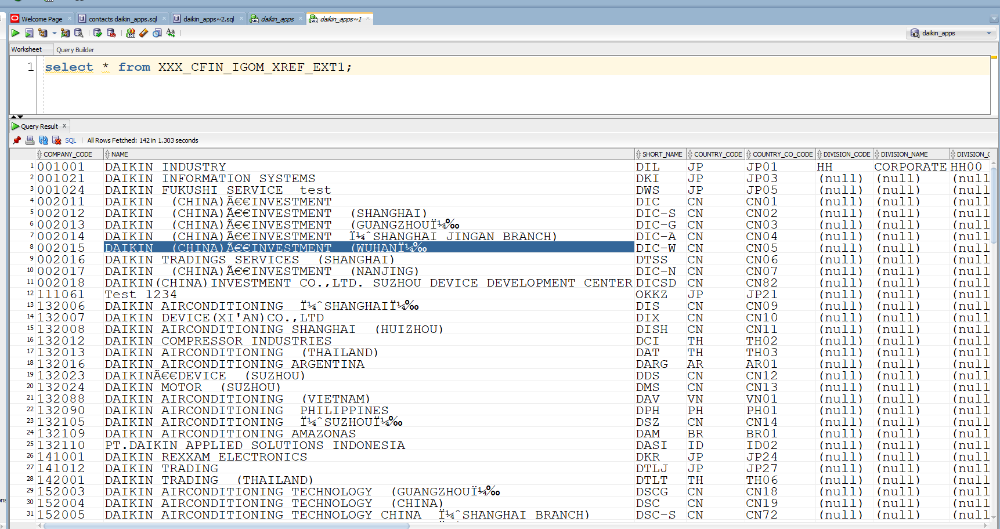 Welcome Page contacts daikin_apps.sql daikin_apps~2.sql daikin_apps daikin_apps~1
daikin_apps
Worksheet Query Builder
1 select * from XXX_CFIN_IGOM_XREF_EXT1;
Query Result
SQL All Rows Fetched: 142 in 1.303 seconds
COMPANY_CODE NAME SHORT_NAME COUNTRY_CODE COUNTRY_CO_CODE DIVISION_CODE DIVISION_NAME DIVISION_C
1 001001 DAIKIN INDUSTRY DIL JP JP01 HH CORPORATE HH00
2 001021 DAIKIN INFORMATION SYSTEMS DKI JP JP03 (null) (null) (null
3 001024 DAIKIN FUKUSHI SERVICE test DWS JP JP05 (null) (null) (null
4 002011 DAIKIN (CHINA)Ã€€INVESTMENT DIC CN CN01 (null) (null) (null
5 002012 DAIKIN (CHINA)Ã€€INVESTMENT (SHANGHAI) DIC-S CN CN02 (null) (null) (null
6 002013 DAIKIN (CHINA)Ã€€INVESTMENT (GUANGZHOUï¼‰ DIC-G CN CN03 (null) (null) (null
7 002014 DAIKIN (CHINA)Ã€€INVESTMENT ï¼ˆSHANGHAI JINGAN BRANCH) DIC-A CN CN04 (null) (null) (null
8 002015 DAIKIN (CHINA)Ã€€INVESTMENT (WUHANï¼‰ DIC-W CN CN05 (null) (null) (null
9 002016 DAIKIN TRADINGS SERVICES (SHANGHAI) DTSS CN CN06 (null) (null) (null
10 002017 DAIKIN (CHINA)Ã€€INVESTMENT (NANJING) DIC-N CN CN07 (null) (null) (null
11 002018 DAIKIN(CHINA)INVESTMENT CO.,LTD. SUZHOU DEVICE DEVELOPMENT CENTER DICSD CN CN82 (null) (null) (null
12 111061 Test 1234 OKKZ JP JP21 (null) (null) (null
13 132006 DAIKIN AIRCONDITIONING ï¼ˆSHANGHAIï¼‰ DIS CN CN09 (null) (null) (null
14 132007 DAIKIN DEVICE(XI'AN)CO.,LTD DIX CN CN10 (null) (null) (null
15 132008 DAIKIN AIRCONDITIONING SHANGHAI (HUIZHOU) DISH CN CN11 (null) (null) (null
16 132012 DAIKIN COMPRESSOR INDUSTRIES DCI TH TH02 (null) (null) (null
17 132013 DAIKIN AIRCONDITIONING (THAILAND) DAT TH TH03 (null) (null) (null
18 132016 DAIKIN AIRCONDITIONING ARGENTINA DARG AR AR01 (null) (null) (null
19 132023 DAIKINÃ€€DEVICE (SUZHOU) DDS CN CN12 (null) (null) (null
20 132024 DAIKIN MOTOR (SUZHOU) DMS CN CN13 (null) (null) (null
21 132088 DAIKIN AIRCONDITIONING (VIETNAM) DAV VN VN01 (null) (null) (null
22 132090 DAIKIN AIRCONDITIONING PHILIPPINES DPH PH PH01 (null) (null) (null
23 132105 DAIKIN AIRCONDITIONING ï¼ˆSUZHOUï¼‰ DSZ CN CN14 (null) (null) (null
24 132109 DAIKIN AIRCONDITIONING AMAZONAS DAM BR BR01 (null) (null) (null
25 132110 PT.DAIKIN APPLIED SOLUTIONS INDONESIA DASI ID ID02 (null) (null) (null
26 141001 DAIKIN REXXAM ELECTRONICS DKR JP JP24 (null) (null) (null
27 141012 DAIKIN TRADING DTLJ JP JP27 (null) (null) (null
28 142001 DAIKIN TRADING (THAILAND) DTLT TH TH06 (null) (null) (null
29 152003 DAIKIN AIRCONDITIONING TECHNOLOGY (GUANGZHOUï¼‰ DSCG CN CN18 (null) (null) (null
30 152004 DAIKIN AIRCONDITIONING TECHNOLOGY (CHINA) DSC CN CN19 (null) (null) (null
31 152005 DAIKIN AIRCONDITIONING TECHNOLOGY CHINA ï¼ˆSHANGHAI BRANCH) DSC-S CN CN72 (null) (null) (null